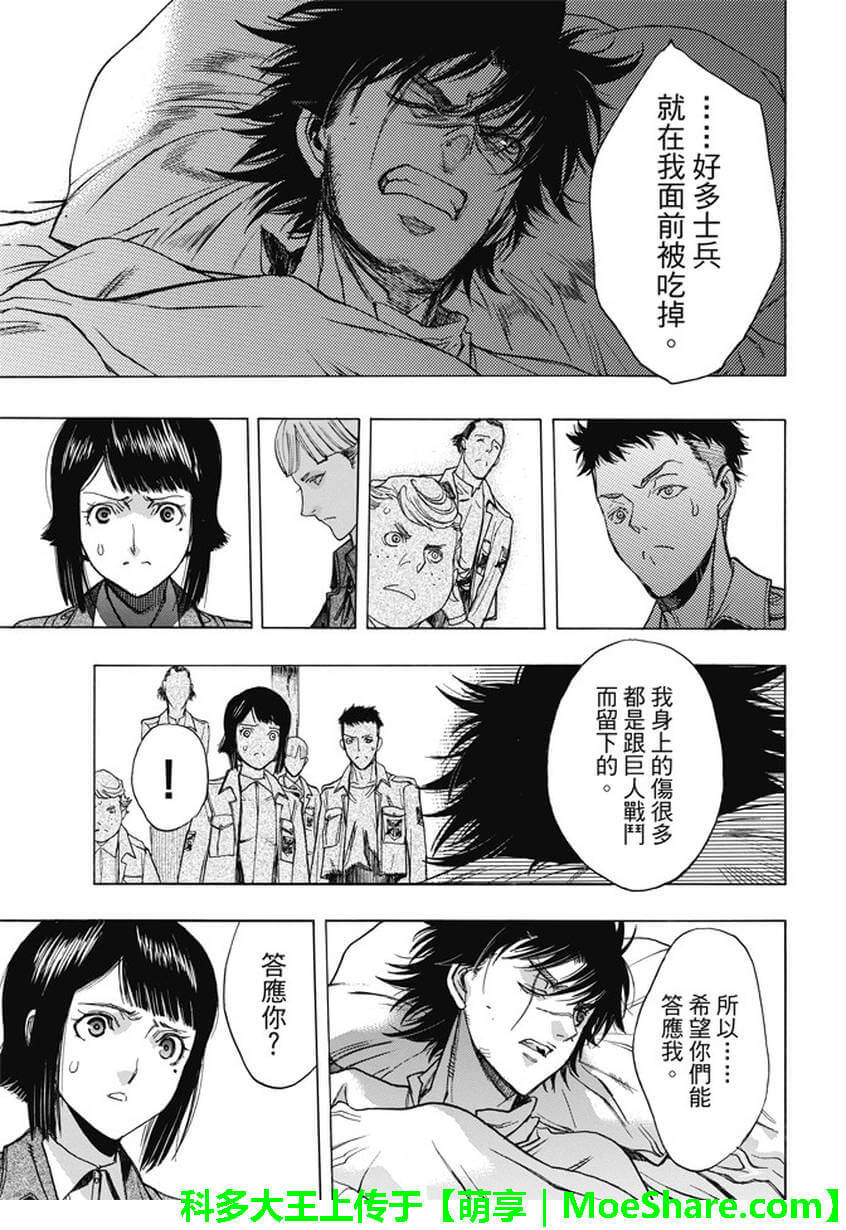 ……好多士兵
就在我面前被吃掉。
我身上的傷很多
都是跟巨人戰鬥
而留下的。
！
所以……
希望你們能
答應我。
答應你？
科多大王上传于【萌享｜MoeShare.com】